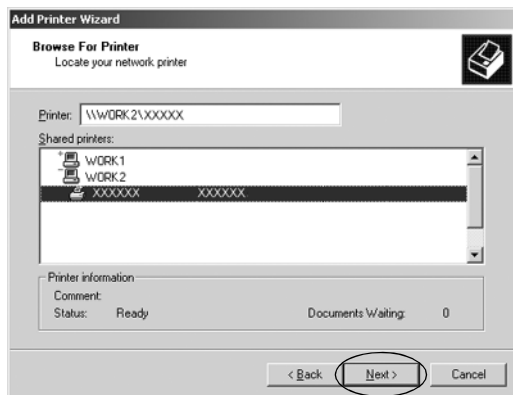 Add Printer Wizard
Browse For Printer
Locate your network printer
Printer: \\WORK2\XXXXX
Shared printers:
+ WORK1
- WORK2
XXXXXX XXXXXX
Printer information
Comment:
Status: Ready Documents Waiting: 0
< Back Next > Cancel